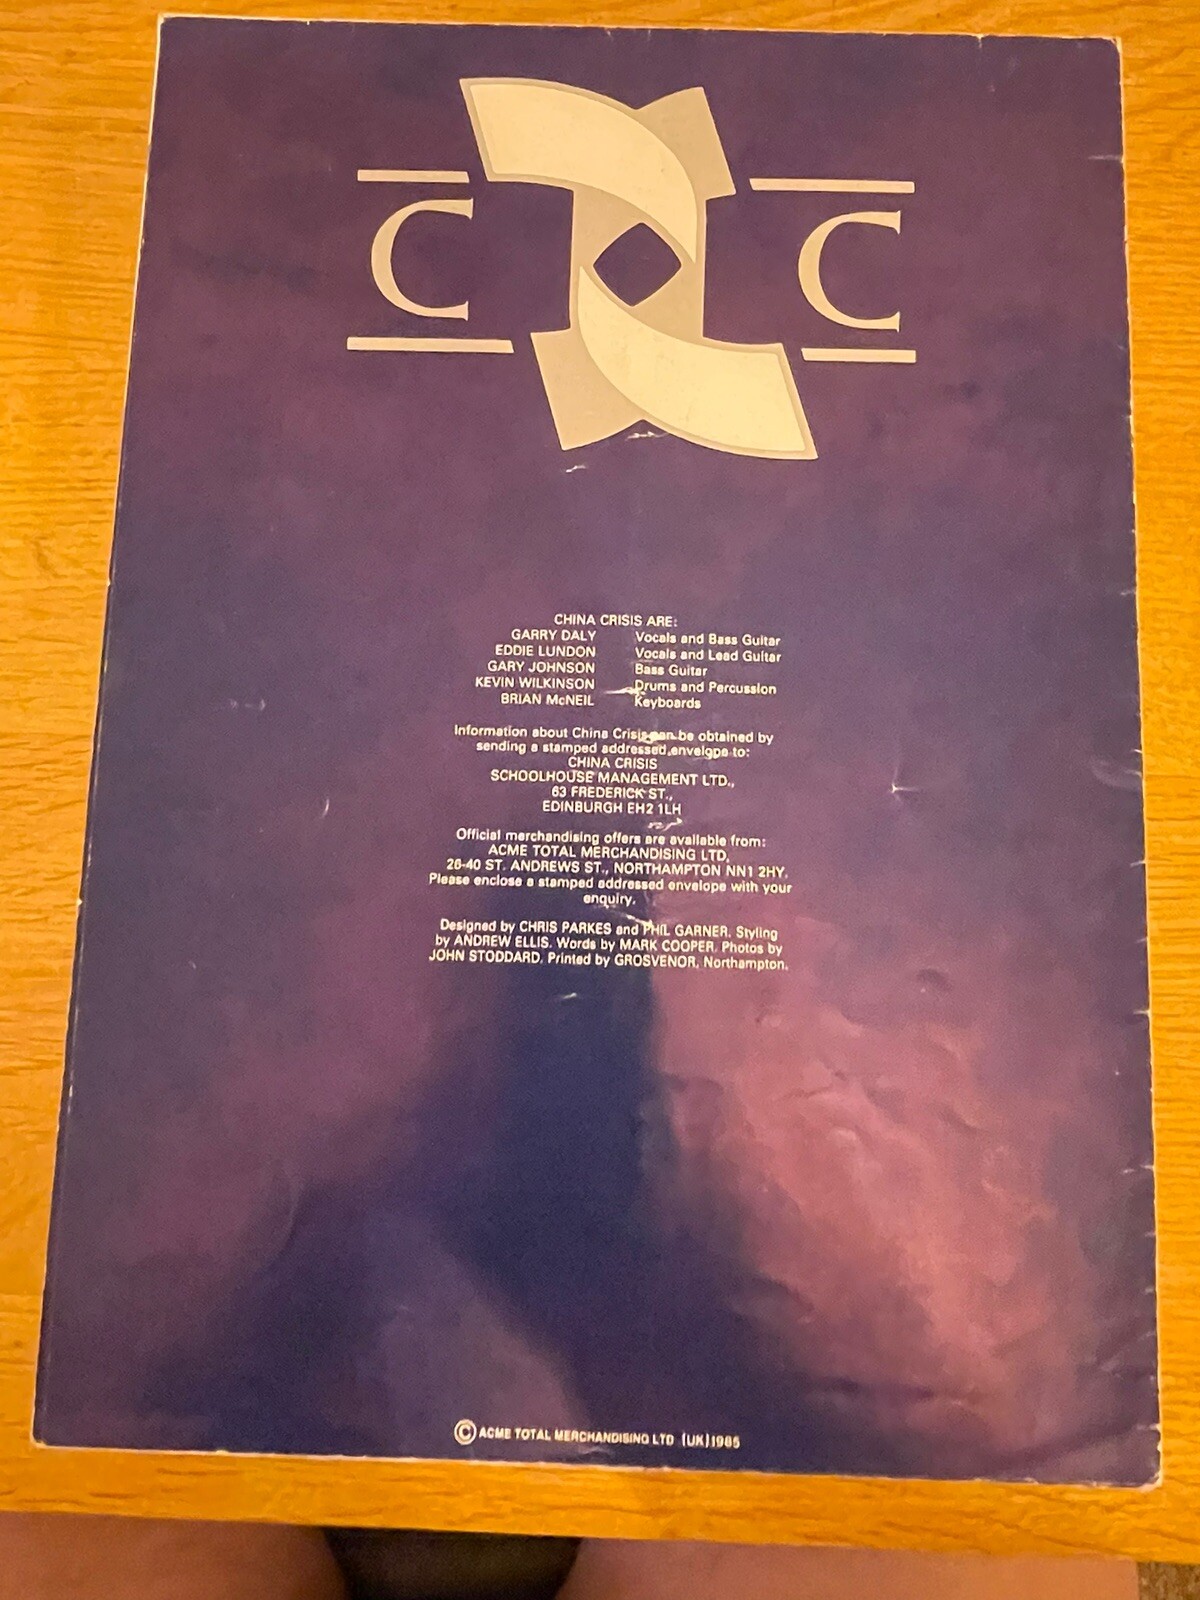 C C
CHINA CRISIS ARE:
GARRY DALY Vocals and Bass Guitar
EDDIE LUNDON Vocals and Lead Guitar
GARY JOHNSON Bass Guitar
KEVIN WILKINSON Drums and Percussion
BRIAN McNEIL Keyboards
Information about China Crisis can be obtained by
sending a stamped addressed envelope to:
CHINA CRISIS
SCHOOLHOUSE MANAGEMENT LTD.,
63 FREDERICK ST.,
EDINBURGH EH2 1LH
Official merchandising offers are available from:
ACME TOTAL MERCHANDISING LTD,
26-40 ST. ANDREWS ST., NORTHAMPTON NN1 2HY.
Please enclose a stamped addressed envelope with your
enquiry.
Designed by CHRIS PARKES and PHIL GARNER. Styling
by ANDREW ELLIS. Words by MARK COOPER. Photos by
JOHN STODDARD. Printed by GROSVENOR, Northampton.
© ACME TOTAL MERCHANDISING LTD (UK) 1985